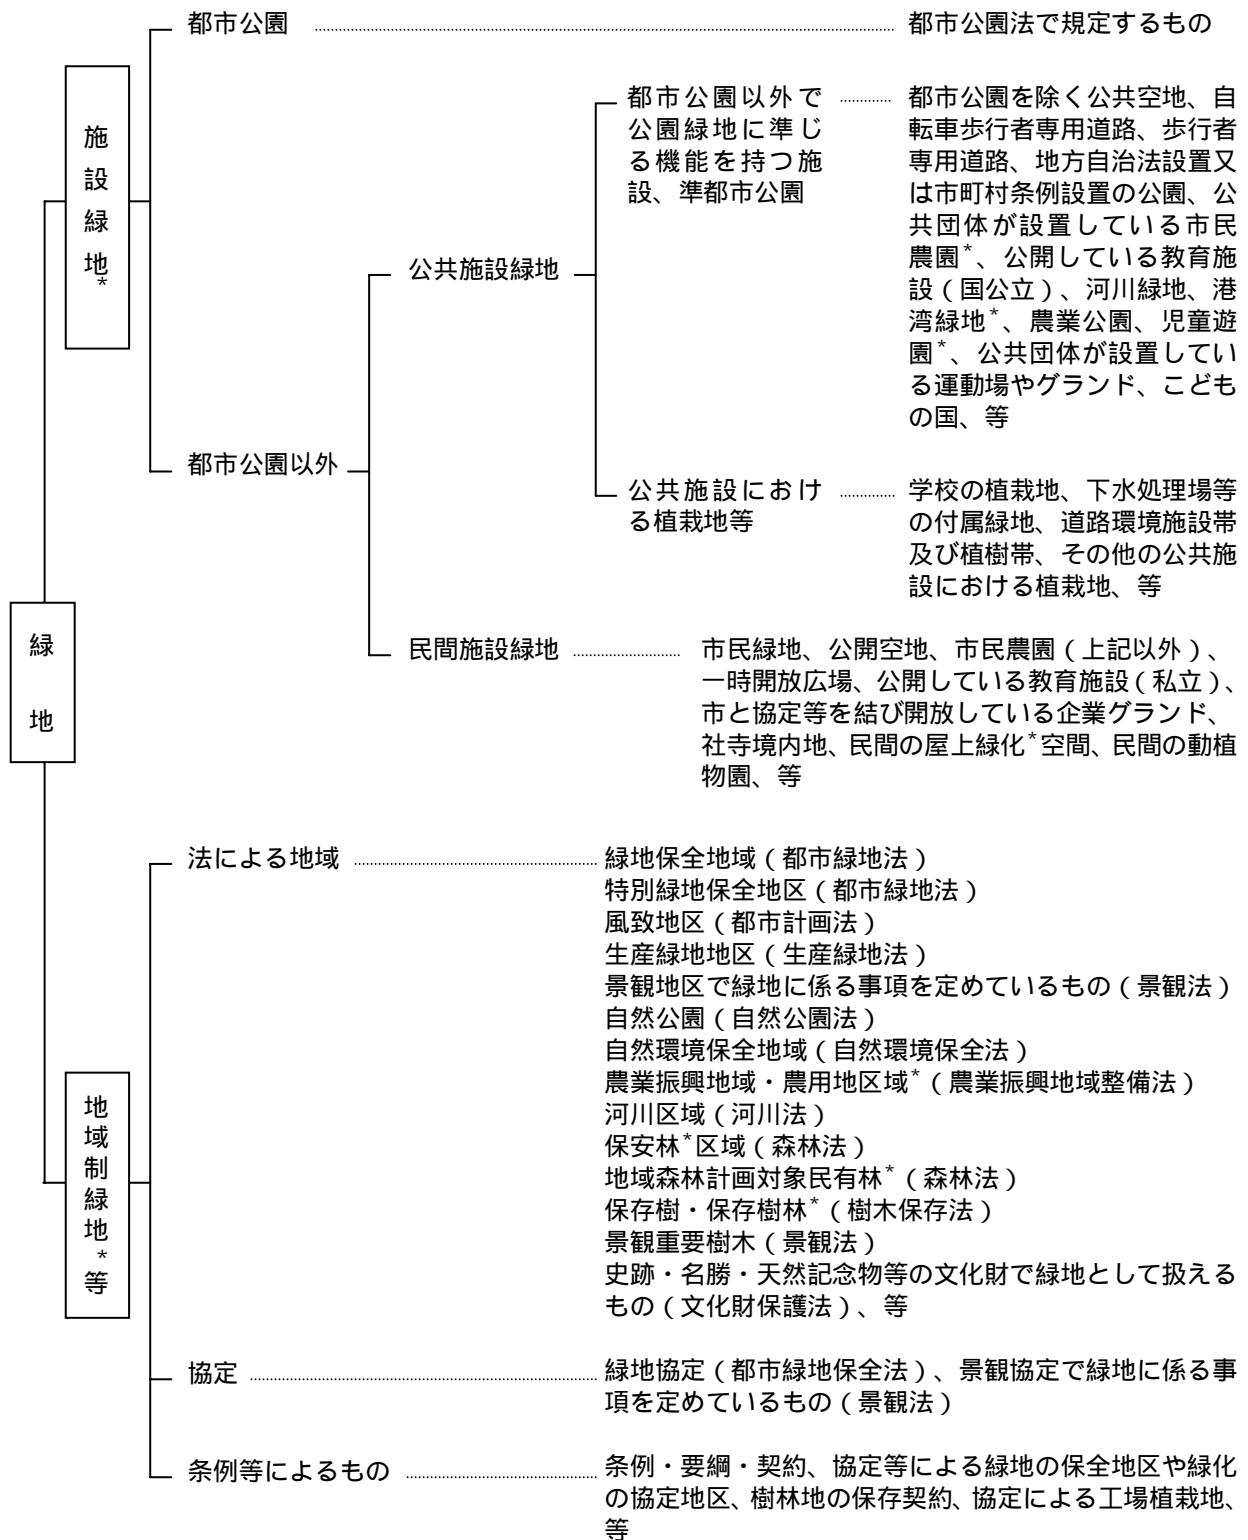 都市公園
都市公園法で規定するもの
施設緑地*
都市公園以外で
公園緑地に準じ
る機能を持つ施
設、準都市公園
都市公園を除く公共空地、自
転車歩行者専用道路、歩行者
専用道路、地方自治法設置又
は市町村条例設置の公園、公
共団体が設置している市民
農園*、公開している教育施
設(国公立)、河川緑地、港
湾緑地*、農業公園、児童遊
園*、公共団体が設置してい
る運動場やグランド、こども
の国、等
公共施設緑地
都市公園以外
公共施設におけ
る植栽地等
学校の植栽地、下水処理場等
の付属緑地、道路環境施設帯
及び植樹帯、その他の公共施
設における植栽地、等
緑地
民間施設緑地
市民緑地、公開空地、市民農園(上記以外)、
一時開放広場、公開している教育施設(私立)、
市と協定等を結び開放している企業グランド、
社寺境内地、民間の屋上緑化*空間、民間の動植
物園、等
法による地域
緑地保全地域(都市緑地法)
特別緑地保全地区(都市緑地法)
風致地区(都市計画法)
生産緑地地区(生産緑地法)
景観地区で緑地に係る事項を定めているもの(景観法)
自然公園(自然公園法)
自然環境保全地域(自然環境保全法)
農業振興地域・農用地区域*(農業振興地域整備法)
河川区域(河川法)
保安林*区域(森林法)
地域森林計画対象民有林*(森林法)
保存樹・保存樹林*(樹木保存法)
景観重要樹木(景観法)
史跡・名勝・天然記念物等の文化財で緑地として扱える
もの(文化財保護法)、等
地域制緑地*等
協定
緑地協定(都市緑地保全法)、景観協定で緑地に係る事
項を定めているもの(景観法)
条例等によるもの
条例・要綱・契約、協定等による緑地の保全地区や緑化
の協定地区、樹林地の保存契約、協定による工場植栽地、
等